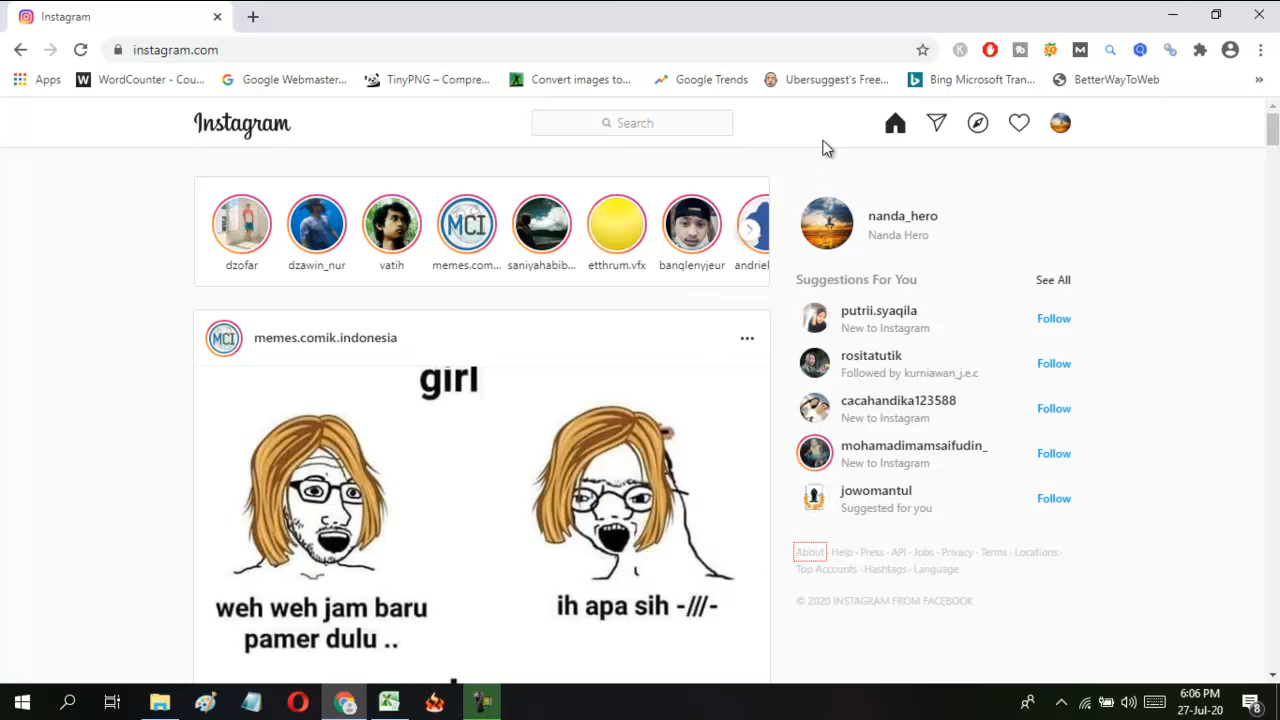 Instagram
instagram.com
Apps
WordCounter - Cou...
Google Webmaster...
TinyPNG – Compre...
Convert images to...
Google Trends
Ubersuggest's Free...
Bing Microsoft Tran...
BetterWayToWeb
»
Instagram
Search
dzofar
dzawin_nur
vatih
memes.com...
saniyahabib...
etthrum.vfx
banglenyjeur
andriel
nanda_hero
Nanda Hero
Suggestions For You
See All
putrii.syaqila
New to Instagram
Follow
rositatutik
Followed by kurniawan_j.e.c
Follow
cacahandika123588
New to Instagram
Follow
mohamadimamsaifudin_
New to Instagram
Follow
jowomantul
Suggested for you
Follow
About · Help · Press · API · Jobs · Privacy · Terms · Locations ·
Top Accounts · Hashtags · Language
© 2020 INSTAGRAM FROM FACEBOOK
MCI
MCI
memes.comik.indonesia
girl
weh weh jam baru
pamer dulu ..
ih apa sih -///-
6:06 PM
27-Jul-20
8